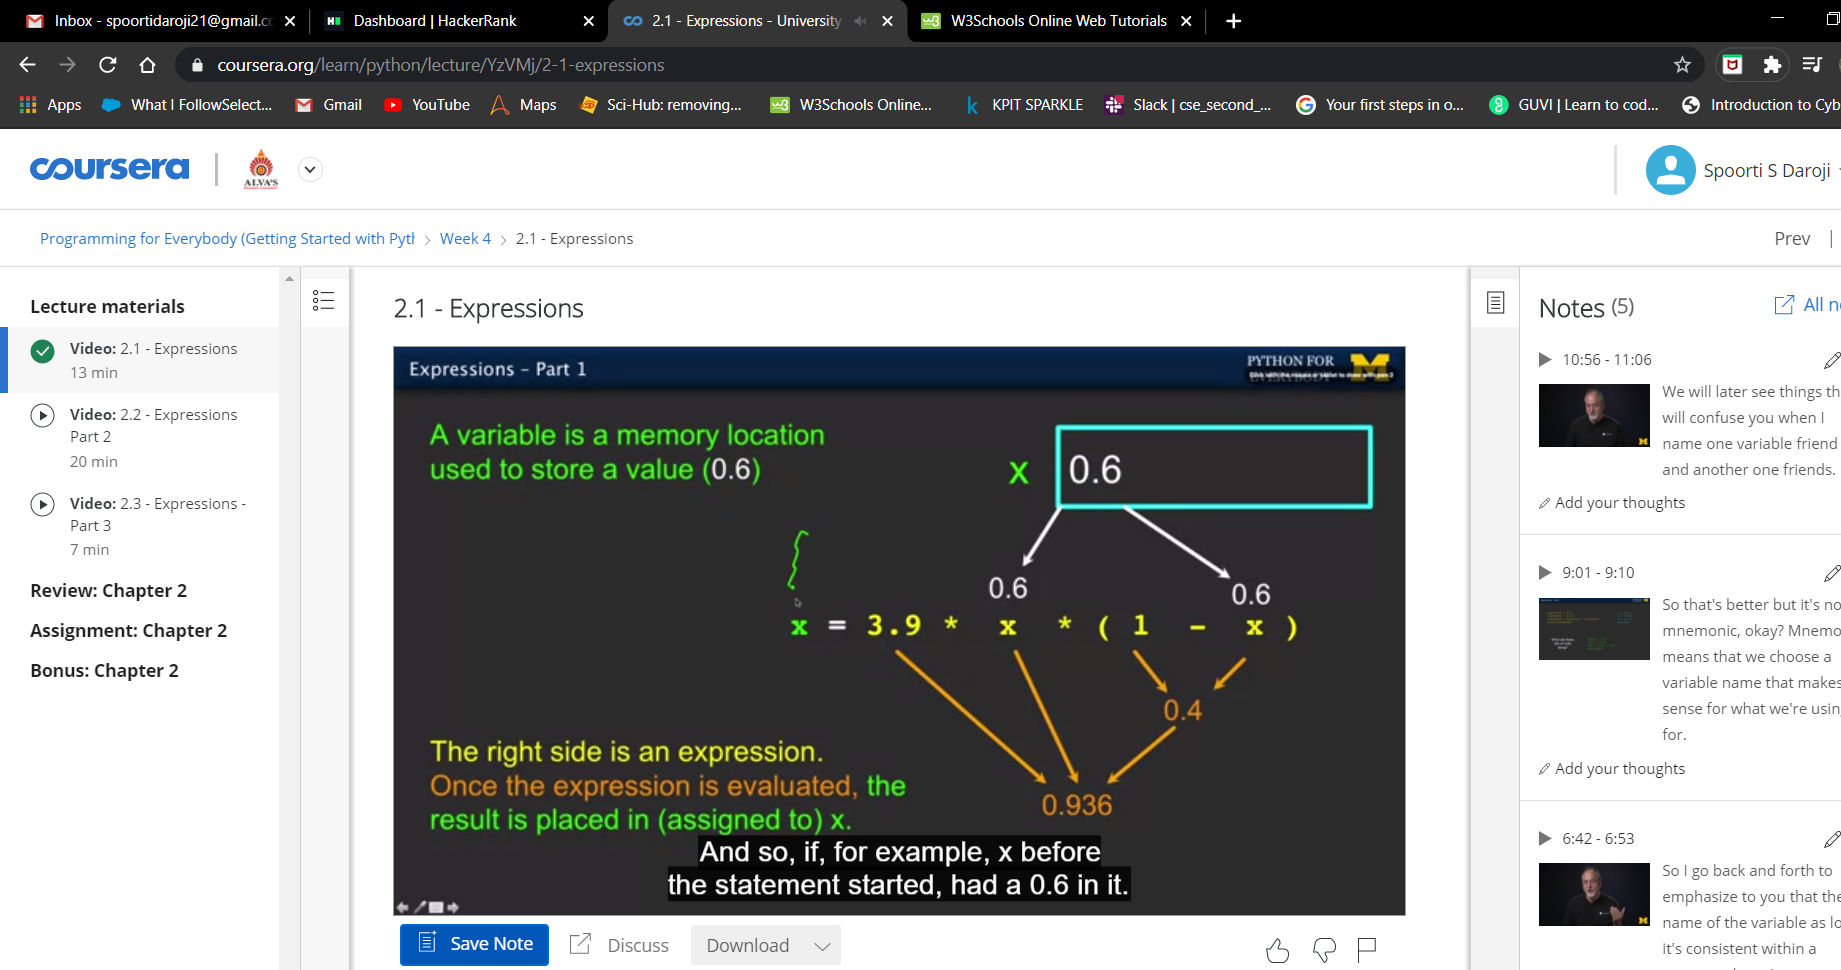 Inbox - spoortidaroji21@gmail.c
Dashboard | HackerRank
2.1 - Expressions - University
W3Schools Online Web Tutorials
coursera.org/learn/python/lecture/YzVMj/2-1-expressions
Apps
What I FollowSelect...
Gmail
YouTube
Maps
Sci-Hub: removing...
W3Schools Online...
KPIT SPARKLE
Slack | cse_second_...
Your first steps in o...
GUVI | Learn to cod...
Introduction to Cyb
coursera
ALVA'S
Spoorti S Daroji
Programming for Everybody (Getting Started with Pyth
Week 4
2.1 - Expressions
Prev
Lecture materials
Video: 2.1 - Expressions
13 min
Video: 2.2 - Expressions
Part 2
20 min
Video: 2.3 - Expressions -
Part 3
7 min
Review: Chapter 2
Assignment: Chapter 2
Bonus: Chapter 2
2.1 - Expressions
Expressions – Part 1
PYTHON FOR
EVERYBODY
A variable is a memory location
used to store a value (0.6)
x 0.6
0.6 0.6
x = 3.9 * x * ( 1 - x )
0.4
The right side is an expression.
Once the expression is evaluated, the
result is placed in (assigned to) x.
0.936
And so, if, for example, x before
the statement started, had a 0.6 in it.
Save Note
Discuss
Download
Notes (5)
All n
10:56 - 11:06
We will later see things th
will confuse you when I
name one variable friend
and another one friends.
Add your thoughts
9:01 - 9:10
So that's better but it's no
mnemonic, okay? Mnemo
means that we choose a
variable name that makes
sense for what we're usin
for.
Add your thoughts
6:42 - 6:53
So I go back and forth to
emphasize to you that the
name of the variable as lo
it's consistent within a